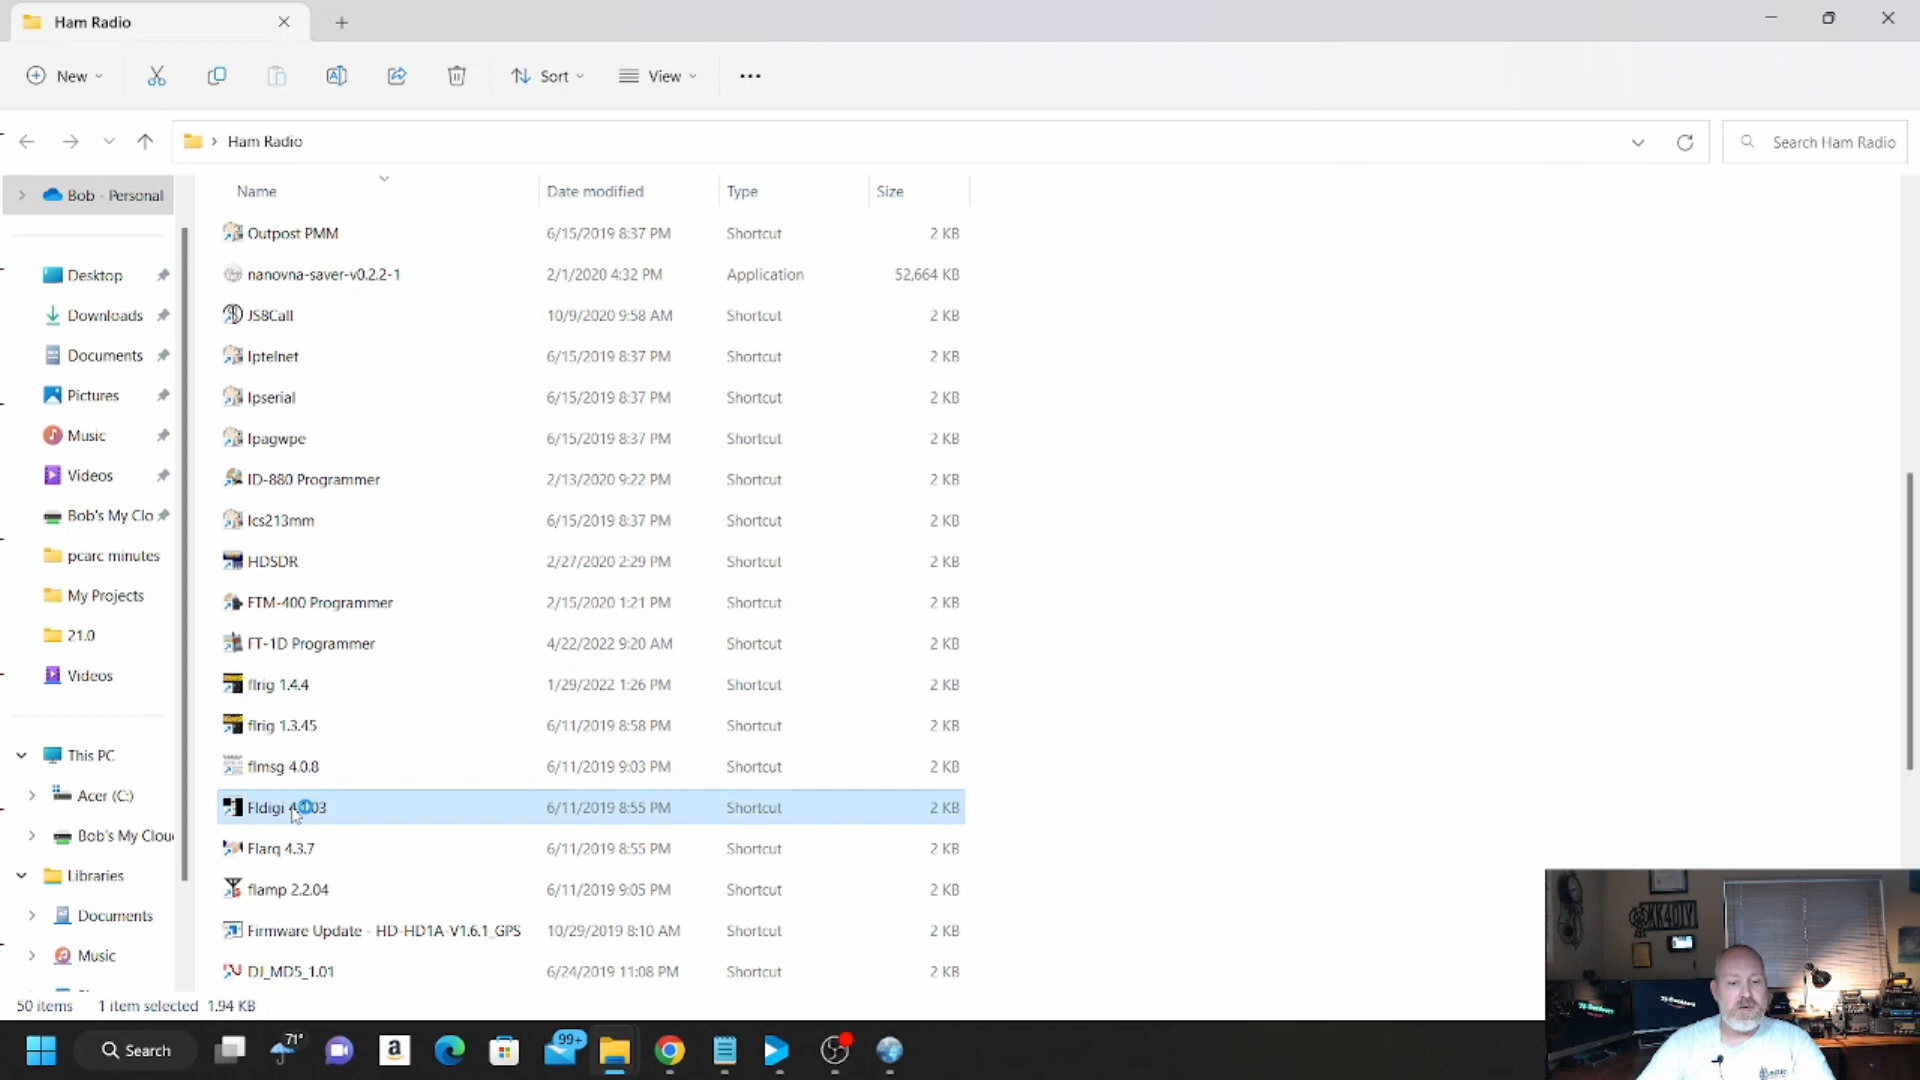 Ham Radio
New
Sort
View
Ham Radio
Search Ham Radio
Bob - Personal
Desktop
Downloads
Documents
Pictures
Music
Videos
Bob's My Clo
pcarc minutes
My Projects
21.0
Videos
This PC
Acer (C:)
Bob's My Clou
Libraries
Documents
Music
Name Date modified Type Size
Outpost PMM 6/15/2019 8:37 PM Shortcut 2 KB
nanovna-saver-v0.2.2-1 2/1/2020 4:32 PM Application 52,664 KB
JS8Call 10/9/2020 9:58 AM Shortcut 2 KB
Iptelnet 6/15/2019 8:37 PM Shortcut 2 KB
Ipserial 6/15/2019 8:37 PM Shortcut 2 KB
Ipagwpe 6/15/2019 8:37 PM Shortcut 2 KB
ID-880 Programmer 2/13/2020 9:22 PM Shortcut 2 KB
Ics213mm 6/15/2019 8:37 PM Shortcut 2 KB
HDSDR 2/27/2020 2:29 PM Shortcut 2 KB
FTM-400 Programmer 2/15/2020 1:21 PM Shortcut 2 KB
FT-1D Programmer 4/22/2022 9:20 AM Shortcut 2 KB
flrig 1.4.4 1/29/2022 1:26 PM Shortcut 2 KB
flrig 1.3.45 6/11/2019 8:58 PM Shortcut 2 KB
flmsg 4.0.8 6/11/2019 9:03 PM Shortcut 2 KB
Fldigi 6/11/2019 8:55 PM Shortcut 2 KB
Flarq 4.3.7 6/11/2019 8:55 PM Shortcut 2 KB
flamp 2.2.04 6/11/2019 9:05 PM Shortcut 2 KB
Firmware Update - HD-HD1A-V1.6.1_GPS 10/29/2019 8:10 AM Shortcut 2 KB
DJ_MD5_1.01 6/24/2019 11:08 PM Shortcut 2 KB
50 items 1 item selected 1.94 KB
KK4DIY
Search
71°
99+